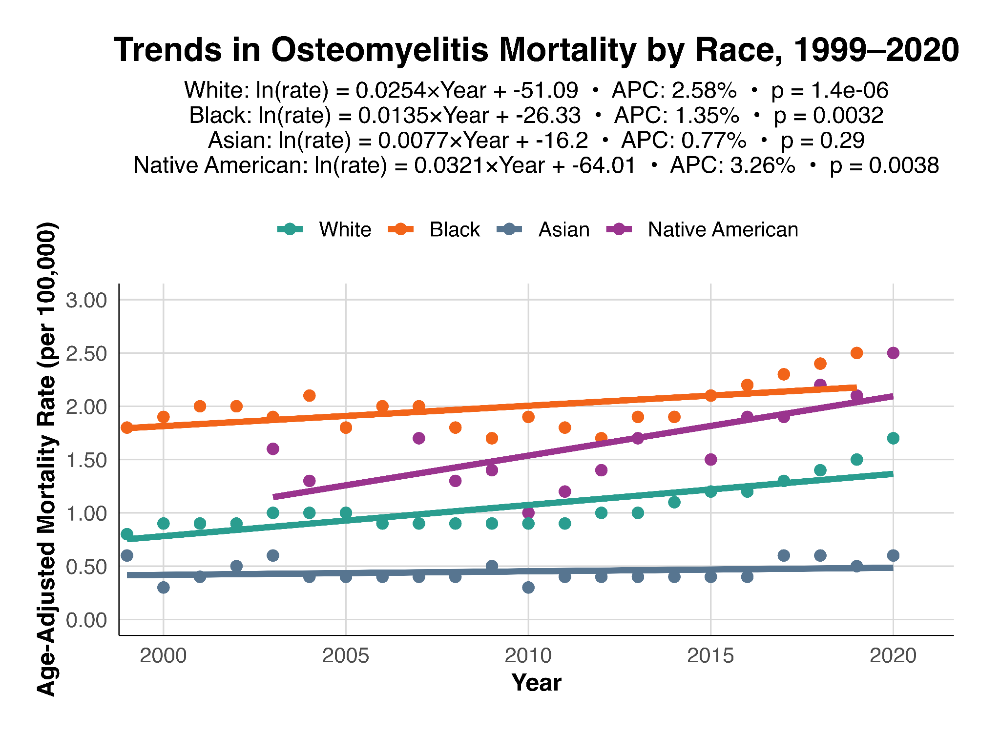 Trends in Osteomyelitis Mortality by Race, 1999–2020
White: ln(rate) = 0.0254×Year + -51.09 • APC: 2.58% • p = 1.4e-06
Black: ln(rate) = 0.0135×Year + -26.33 • APC: 1.35% • p = 0.0032
Asian: ln(rate) = 0.0077×Year + -16.2 • APC: 0.77% • p = 0.29
Native American: ln(rate) = 0.0321×Year + -64.01 • APC: 3.26% • p = 0.0038
White Black Asian Native American
Age-Adjusted Mortality Rate (per 100,000)
3.00
2.50
2.00
1.50
1.00
0.50
0.00
2000 2005 2010 2015 2020
Year